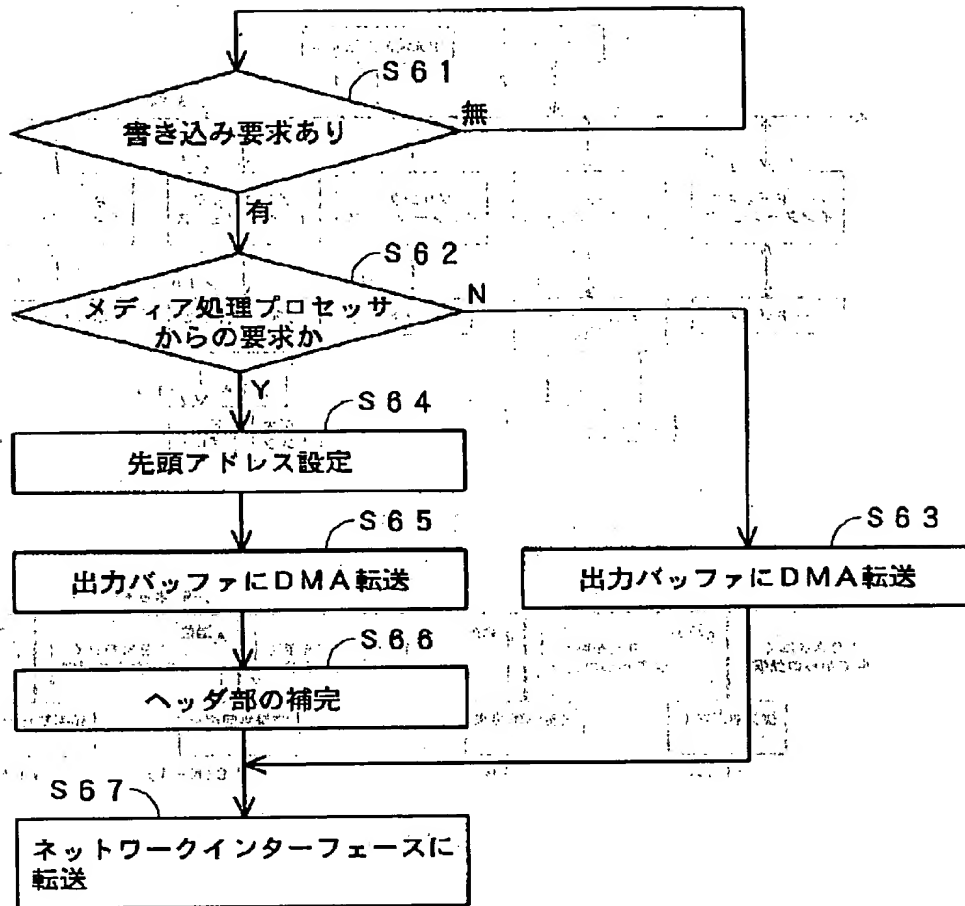 S61
書き込み要求あり
無
有
S62
メディア処理プロセッサ
からの要求か
N
Y
S64
先頭アドレス設定
S65
出力バッファにDMA転送
S63
出力バッファにDMA転送
S66
ヘッダ部の補完
S67
ネットワークインターフェースに
転送